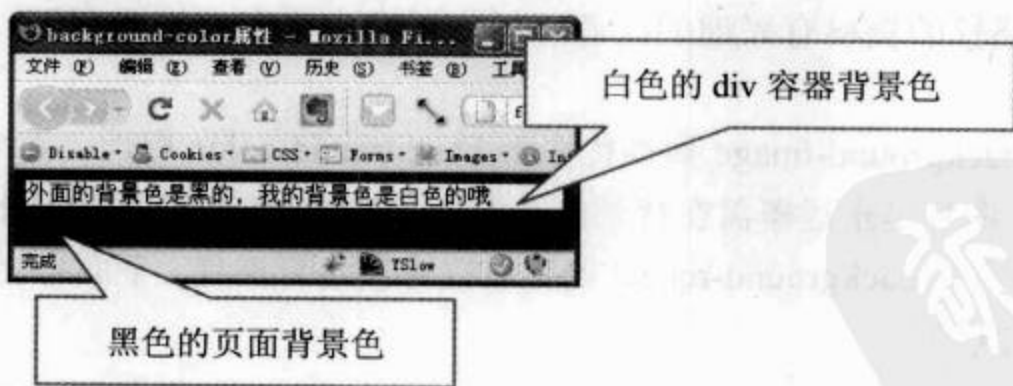 background-color属性 - Mozilla Fi...
文件 (F) 编辑 (E) 查看 (V) 历史 (S) 书签 (B) 工具
白色的 div 容器背景色
Disable Cookies CSS Forms Images In
外面的背景色是黑的，我的背景色是白色的哦
完成 YSlow
黑色的页面背景色